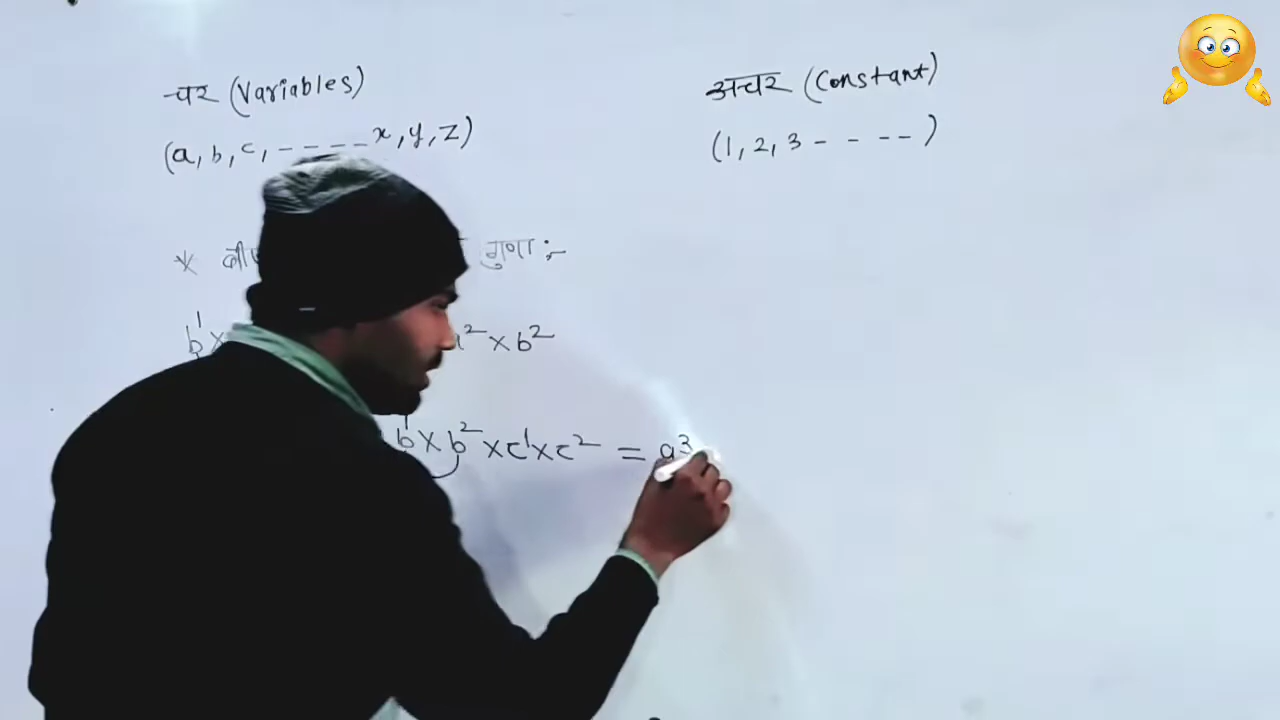 चर (Variables)
अचर (Constant)
(a, b, c, - - - - x, y, z)
(1, 2, 3 - - - - )
* गुणा :-
b¹ × a² × b²
b¹ × b² × c¹ × c² = a³